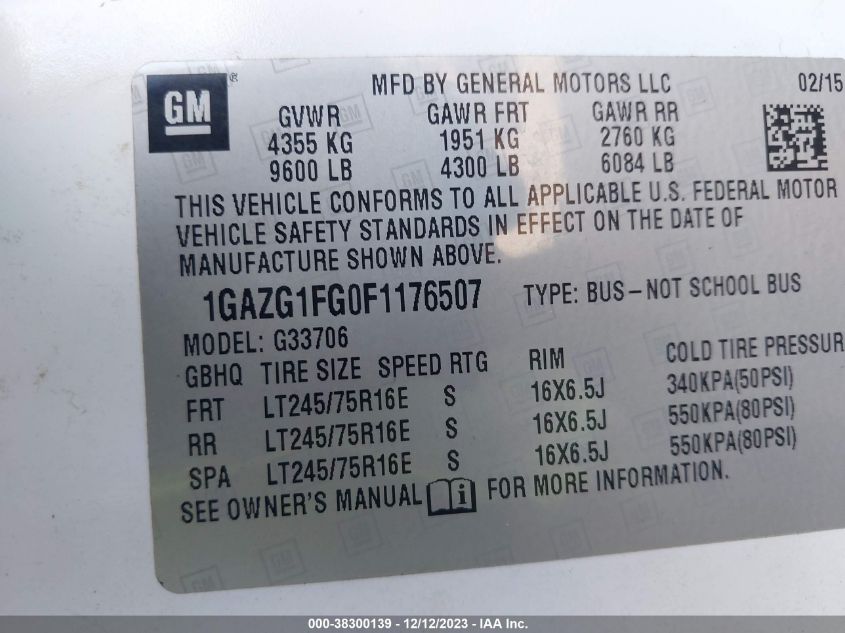 GM ® MFD BY GENERAL MOTORS LLC 02/15
GVWR GAWR FRT GAWR RR
4355 KG 1951 KG 2760 KG
9600 LB 4300 LB 6084 LB
THIS VEHICLE CONFORMS TO ALL APPLICABLE U.S. FEDERAL MOTOR
VEHICLE SAFETY STANDARDS IN EFFECT ON THE DATE OF
MANUFACTURE SHOWN ABOVE.
1GAZG1FG0F1176507 TYPE: BUS–NOT SCHOOL BUS
MODEL: G33706
GBHQ TIRE SIZE SPEED RTG RIM COLD TIRE PRESSUR
FRT LT245/75R16E S 16X6.5J 340KPA(50PSI)
RR LT245/75R16E S 16X6.5J 550KPA(80PSI)
SPA LT245/75R16E S 16X6.5J 550KPA(80PSI)
SEE OWNER'S MANUAL i FOR MORE INFORMATION.
000-38300139 - 12/12/2023 - IAA Inc.